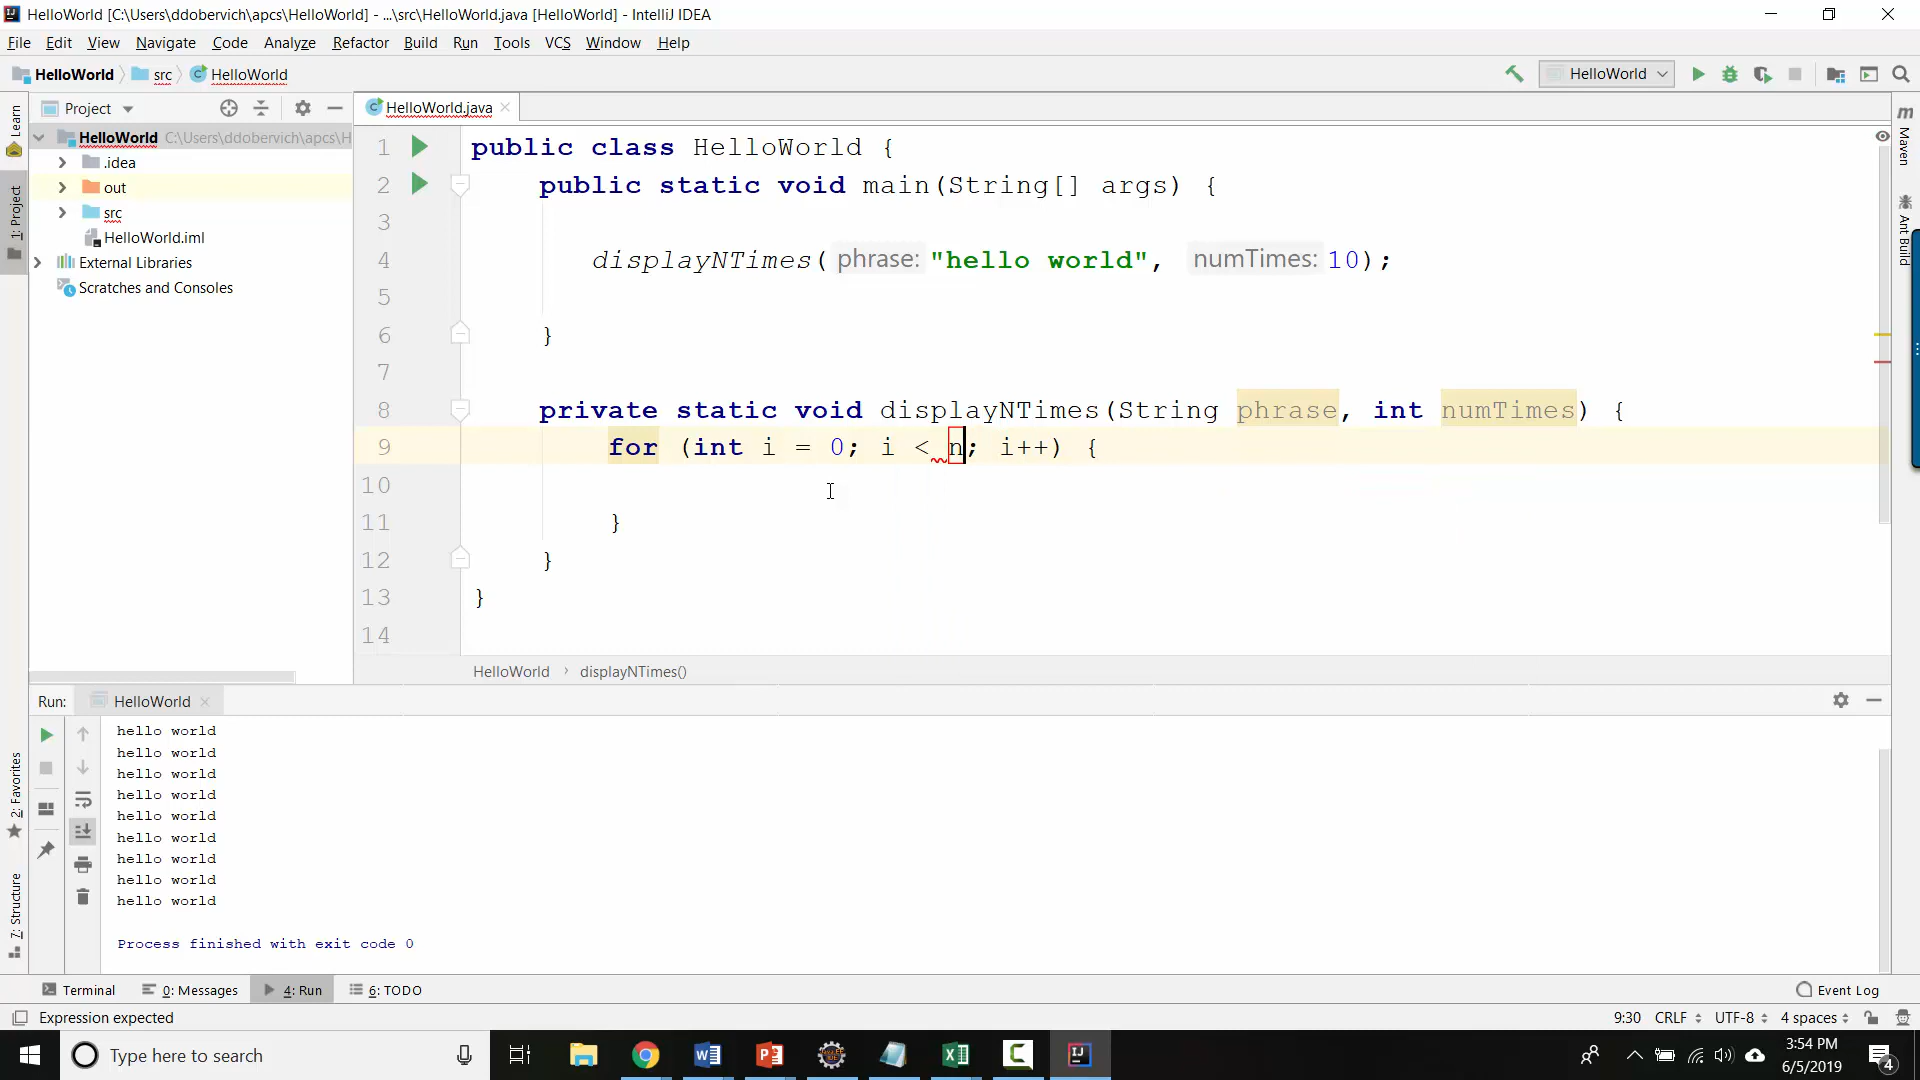 HelloWorld [C:\Users\ddobervich\apcs\HelloWorld] - ...\src\HelloWorld.java [HelloWorld] - IntelliJ IDEA
File Edit View Navigate Code Analyze Refactor Build Run Tools VCS Window Help
HelloWorld src HelloWorld
HelloWorld
Project
HelloWorld.java
HelloWorld C:\Users\ddobervich\apcs\H
.idea
out
src
HelloWorld.iml
External Libraries
Scratches and Consoles
Learn
1: Project
2: Favorites
7: Structure
Maven
Ant Build
1 public class HelloWorld {
2 public static void main(String[] args) {
3
4 displayNTimes( phrase: "hello world", numTimes: 10);
5
6 }
7
8 private static void displayNTimes(String phrase, int numTimes) {
9 for (int i = 0; i < n; i++) {
10
11 }
12 }
13 }
14
HelloWorld displayNTimes()
Run: HelloWorld
hello world
hello world
hello world
hello world
hello world
hello world
hello world
hello world
hello world
Process finished with exit code 0
Terminal 0: Messages 4: Run 6: TODO Event Log
Expression expected 9:30 CRLF UTF-8 4 spaces
Type here to search
3:54 PM
6/5/2019
4